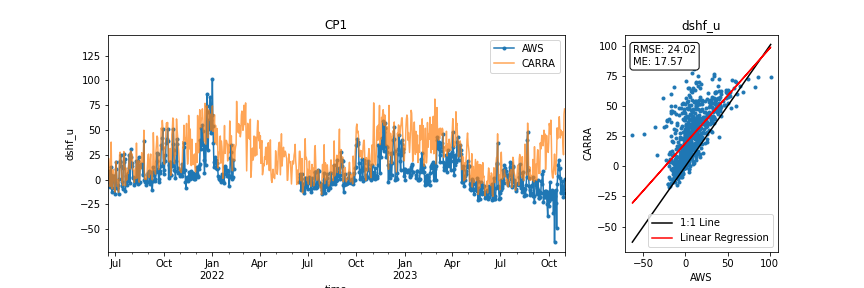 CP1
dshf_u
125
100
75
50
25
0
−25
−50
Jul
Oct
Jan
2022
Apr
Jul
Oct
Jan
2023
Apr
Jul
Oct
time
AWS
CARRA
dshf_u
RMSE: 24.02
ME: 17.57
CARRA
100
75
50
25
0
−25
−50
1:1 Line
Linear Regression
−50
0
50
100
AWS